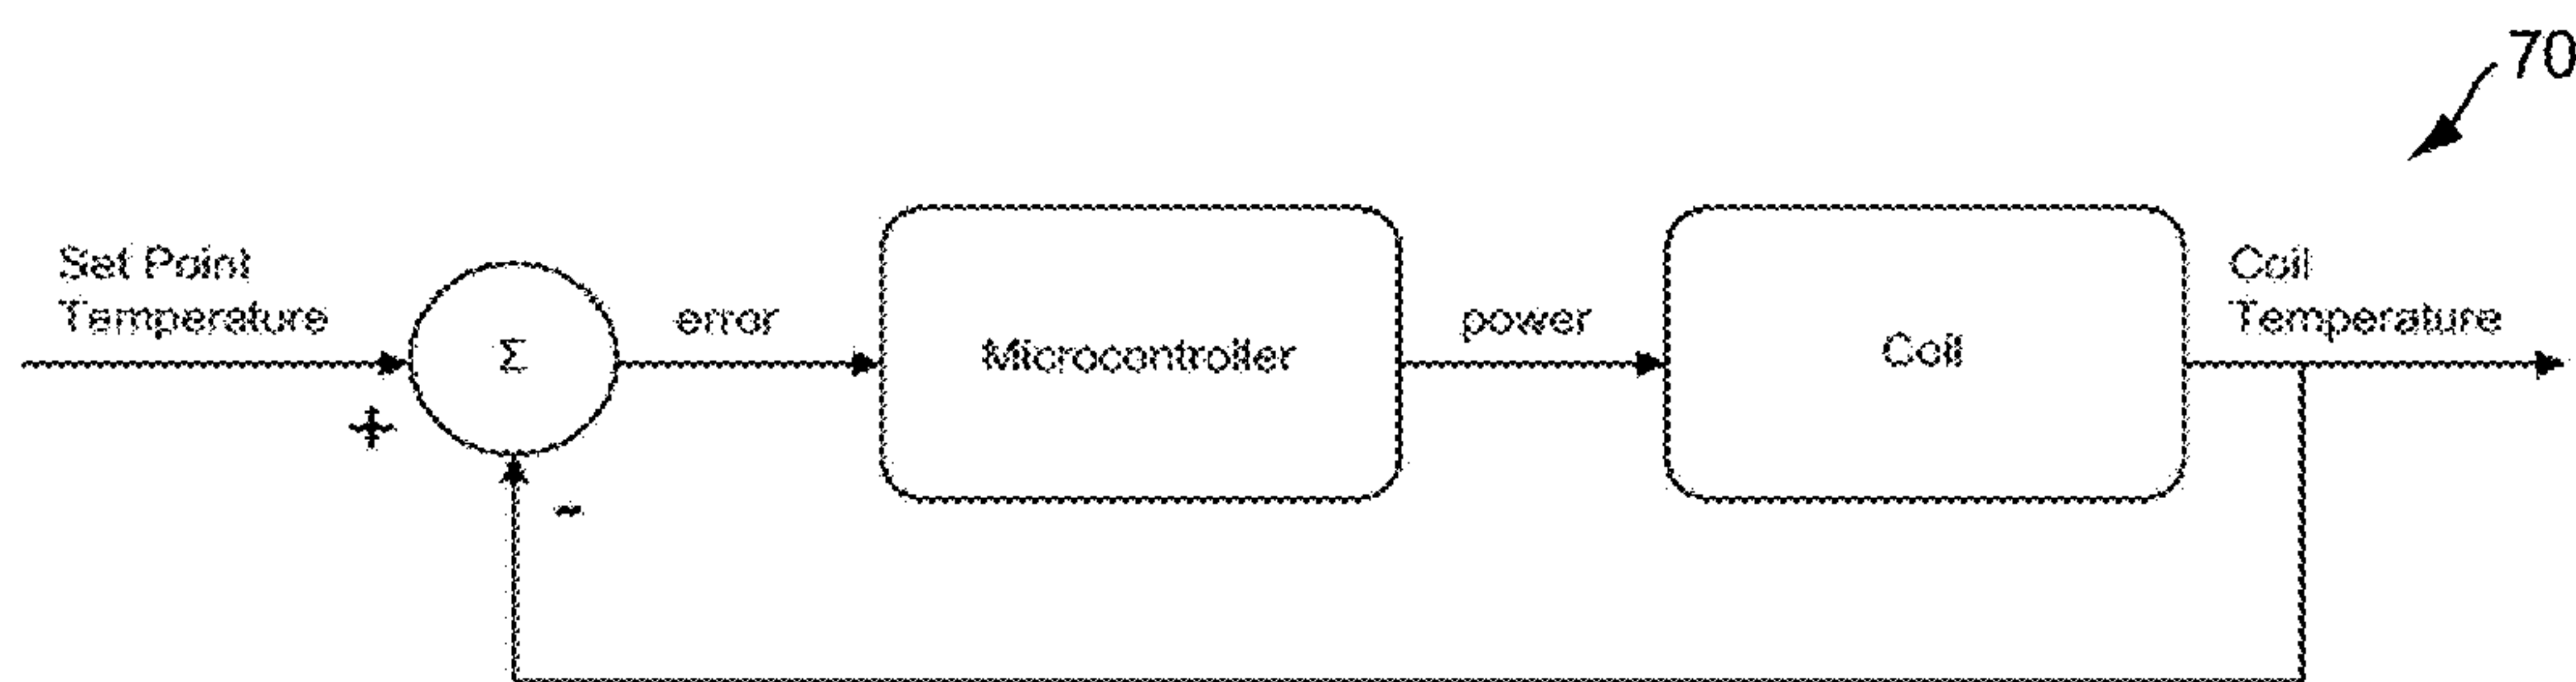 70
Set Point
Temperature
Σ
error
Microcontroller
power
Coil
Coil
Temperature
+
-